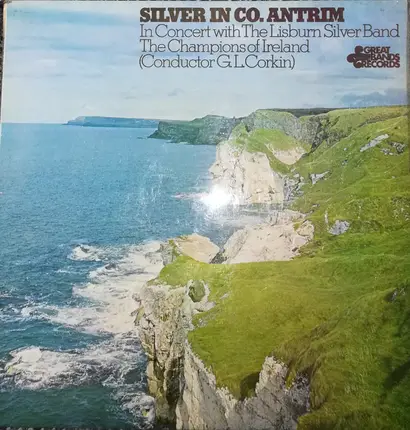 SILVER IN CO. ANTRIM
In Concert with The Lisburn Silver Band
The Champions of Ireland
(Conductor G.L.Corkin)
GREAT
BANDS
RECORDS